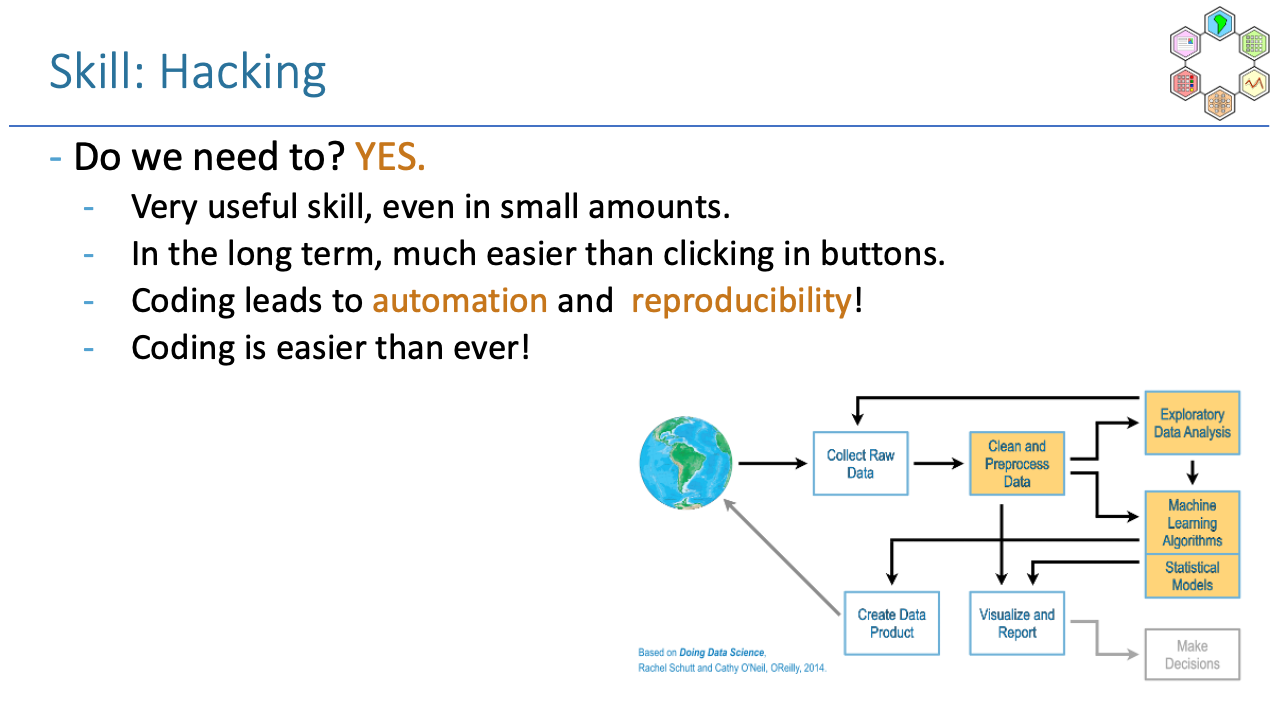 Skill: Hacking
- Do we need to? YES.
- Very useful skill, even in small amounts.
- In the long term, much easier than clicking in buttons.
- Coding leads to automation and  reproducibility!
- Coding is easier than ever!
Exploratory
Data Analysis
Collect Raw
Data
Clean and
Preprocess
Data
Machine
Learning
Algorithms
Statistical
Models
Create Data
Product
Visualize and
Report
Make
Decisions
Based on Doing Data Science,
Rachel Schutt and Cathy O'Neil, OReilly, 2014.